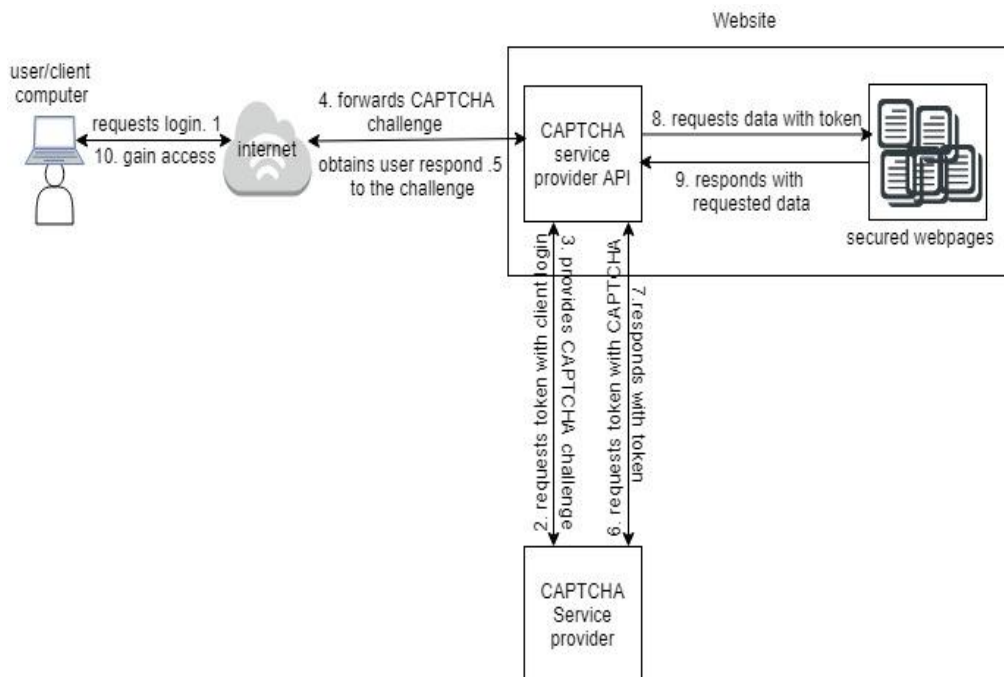 Website
user/client
computer
requests login. 1
10. gain access
internet
4. forwards CAPTCHA
challenge
obtains user respond .5
to the challenge
CAPTCHA
service
provider API
8. requests data with token
9. responds with
requested data
secured webpages
2. requests token with client login
3. provides CAPTCHA challenge
6. requests token with CAPTCHA
7.responds with token
CAPTCHA
Service
provider